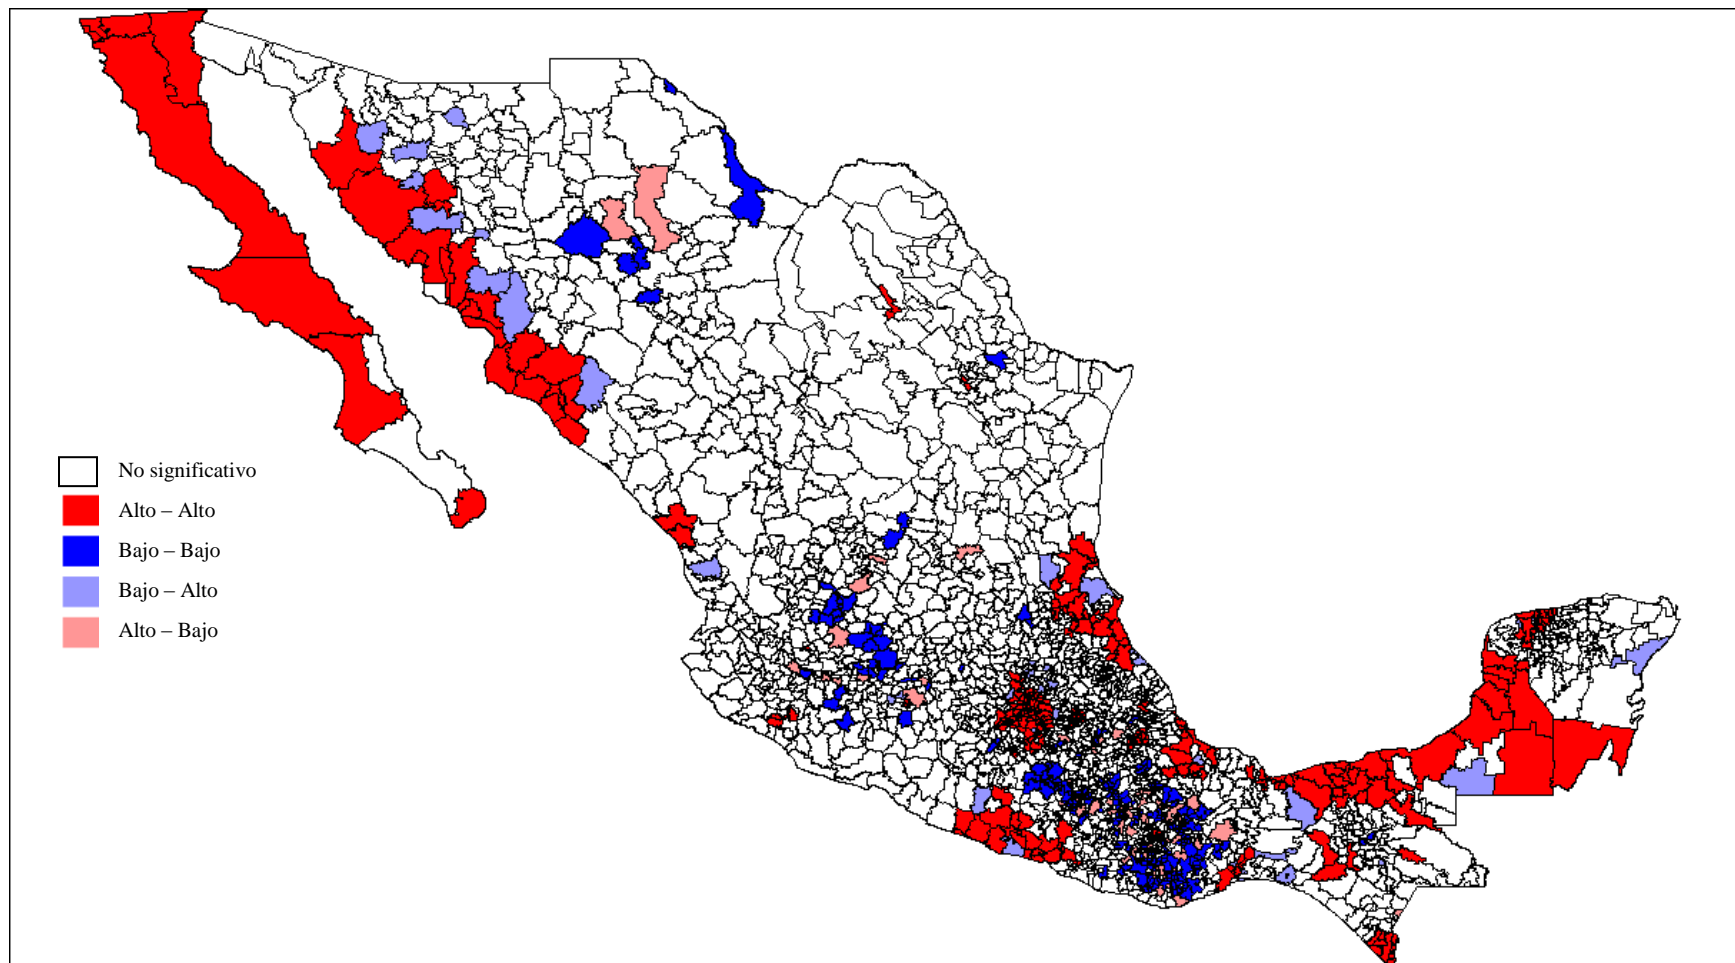 No significativo
Alto – Alto
Bajo – Bajo
Bajo – Alto
Alto – Bajo